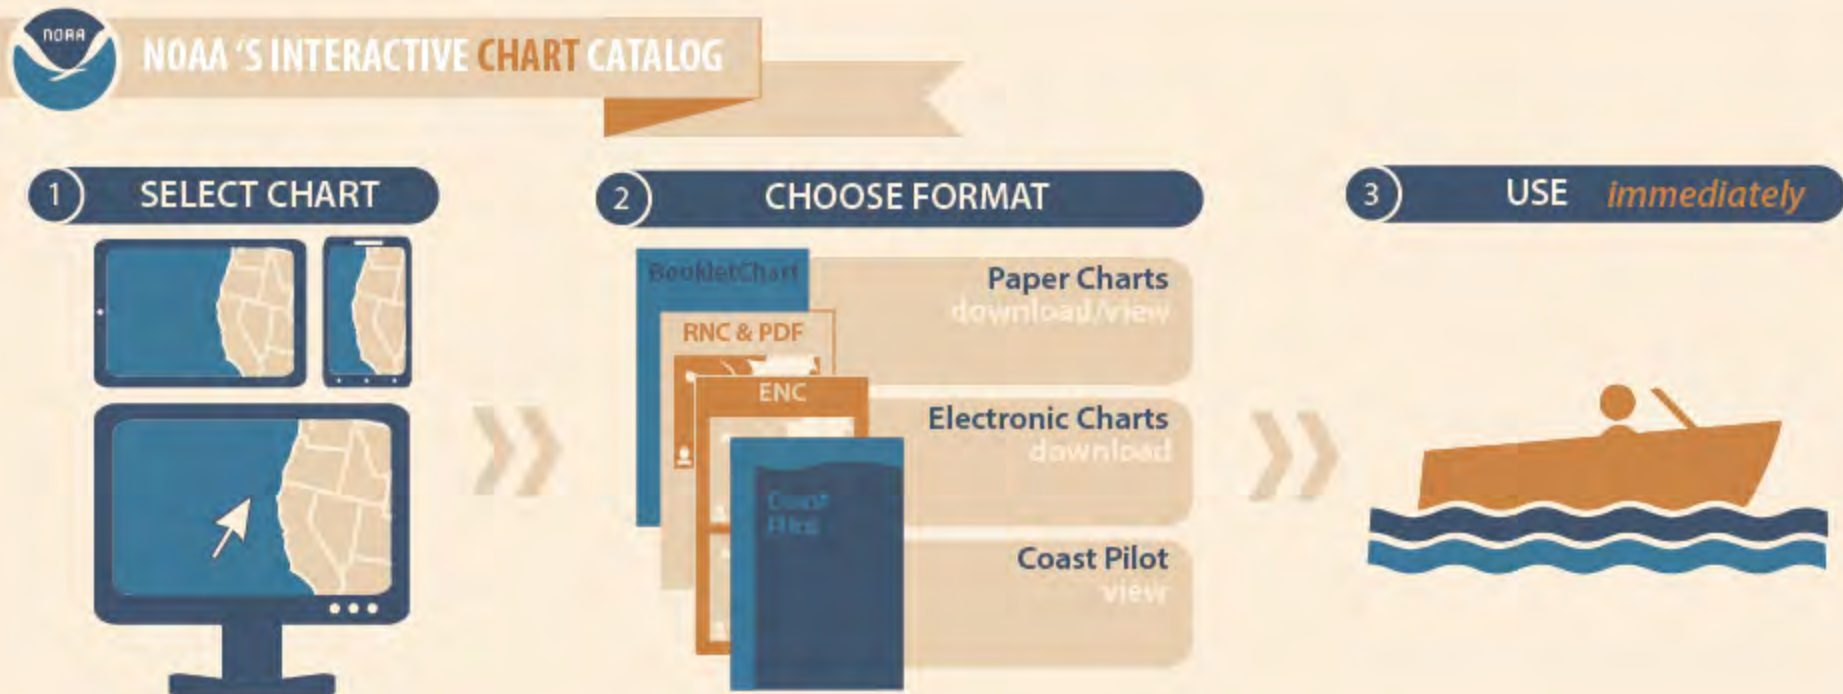 NOAA
NOAA 'S INTERACTIVE CHART CATALOG
1 SELECT CHART
2 CHOOSE FORMAT
BookletChart
RNC & PDF
ENC
Coast
Pilot
Paper Charts
download/view
Electronic Charts
download
Coast Pilot
view
3 USE immediately